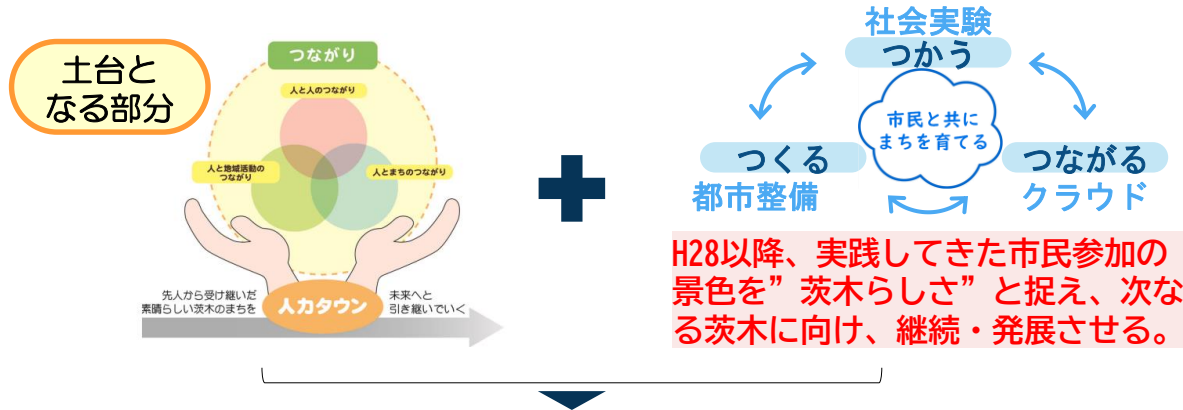 土台と
なる部分
つながり
人と人のつながり
人と地域活動の
つながり
人とまちのつながり
先人から受け継いだ
素晴らしい茨木のまちを
人力タウン
未来へと
引き継いでいく
社会実験
つかう
市民と共に
まちを育てる
つくる
都市整備
つながる
クラウド
H28以降、実践してきた市民参加の
景色を”茨木らしさ”と捉え、次な
る茨木に向け、継続・発展させる。